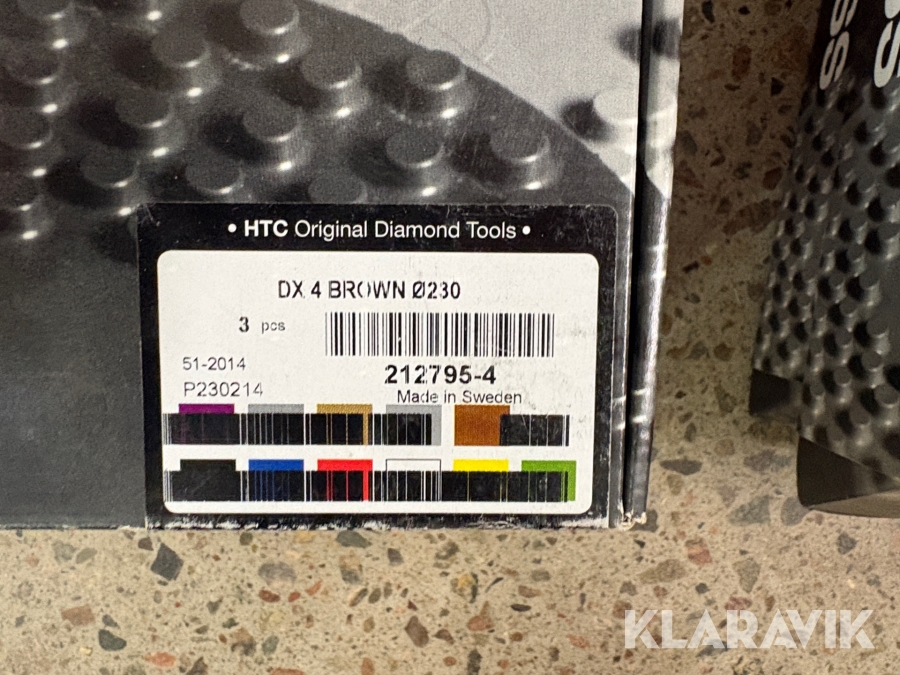 • HTC Original Diamond Tools •
DX 4 BROWN Ø230
3 pcs
51-2014
212795-4
P230214
Made in Sweden
KLARAVIK